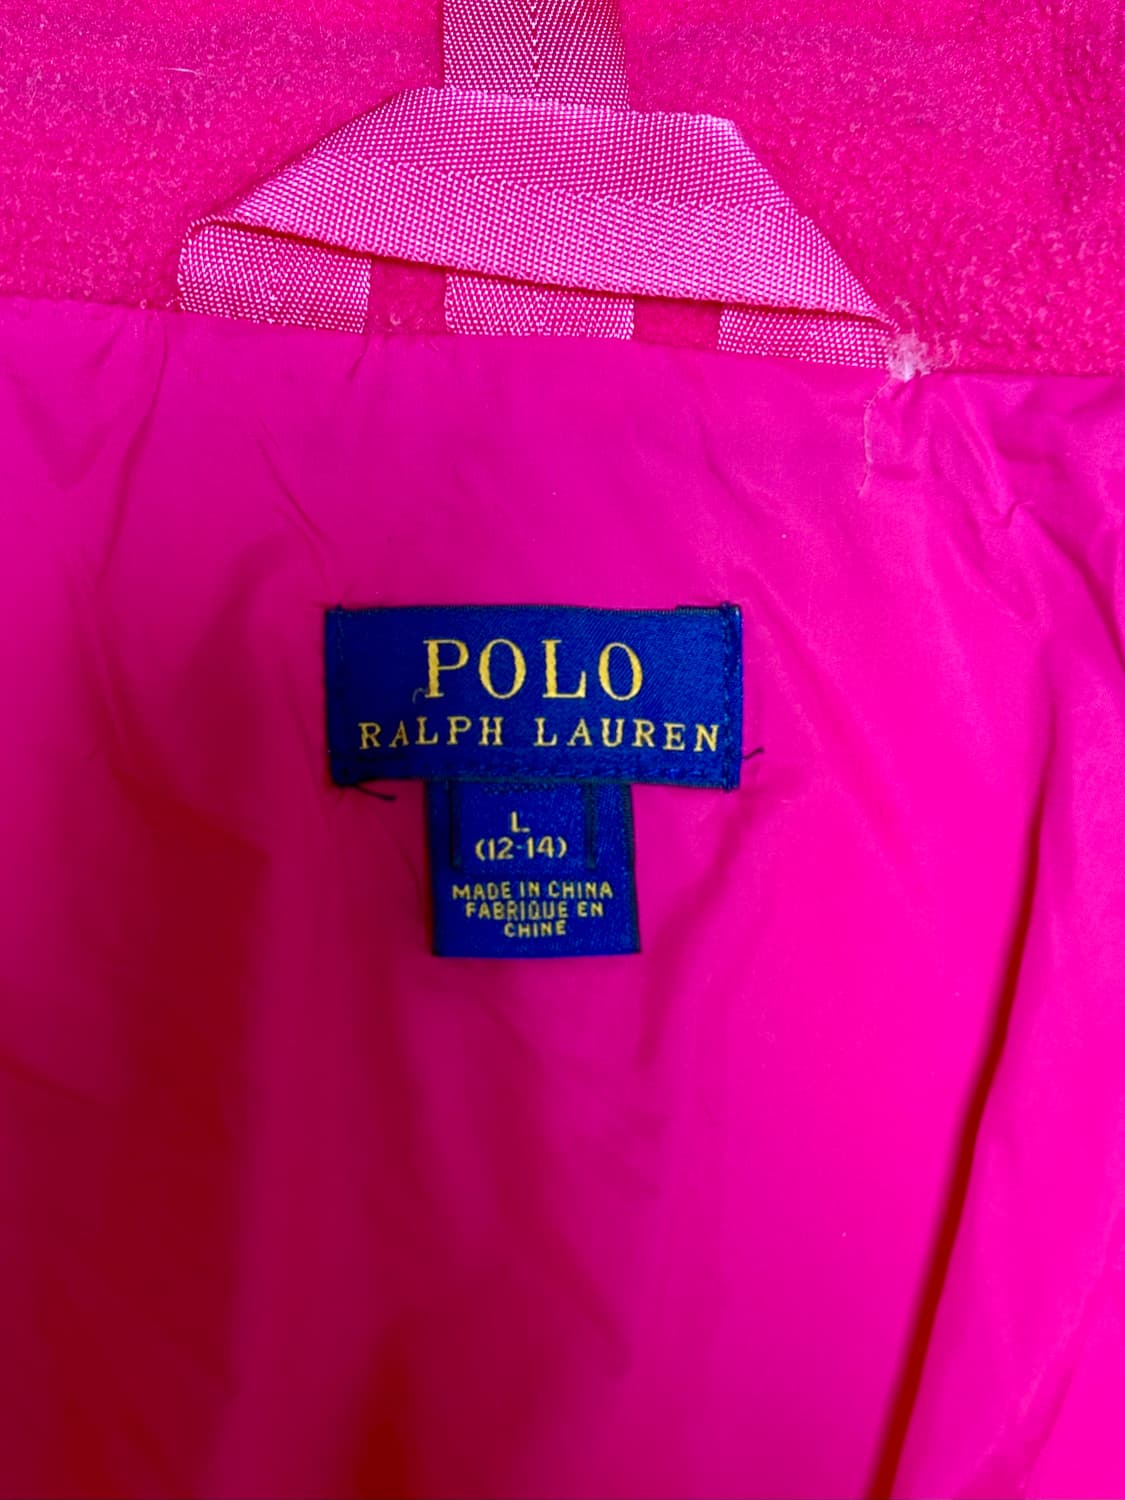 POLO
RALPH LAUREN
L
(12-14)
MADE IN CHINA
FABRIQUE EN
CHINE